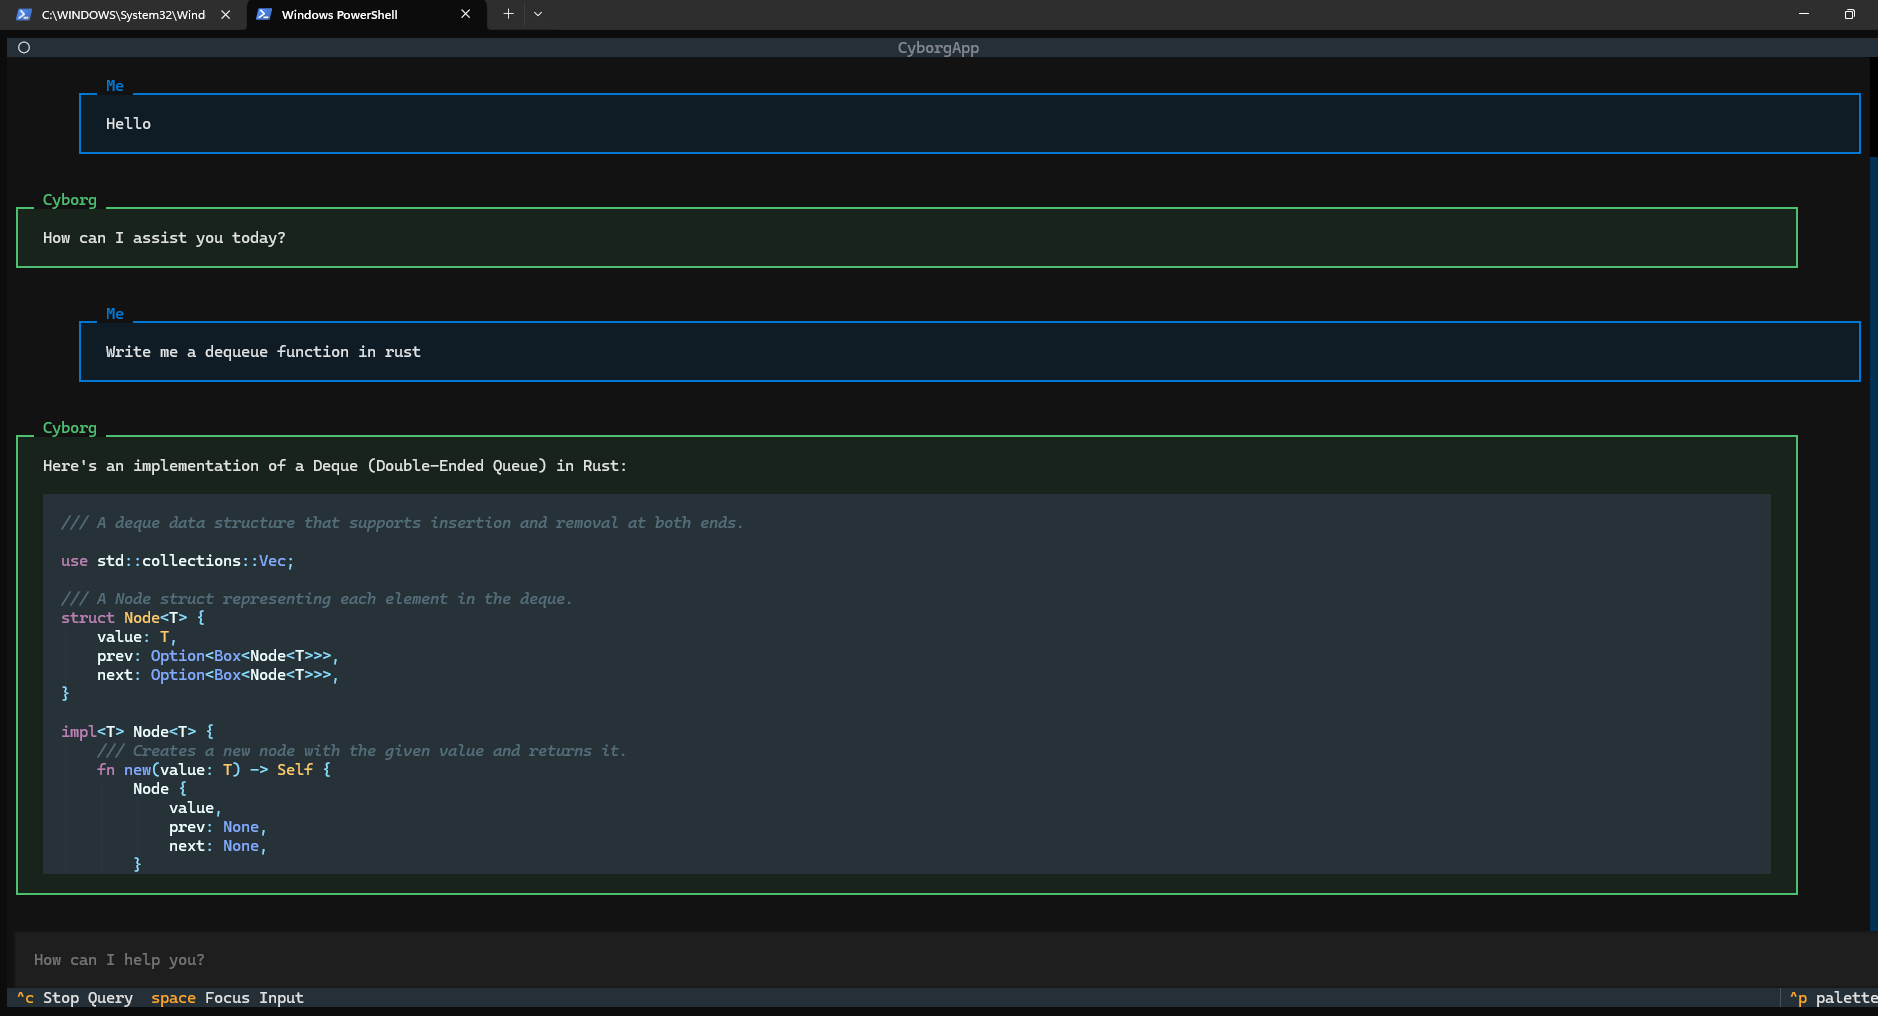 C:\WINDOWS\System32\Wind
Windows PowerShell
CyborgApp
Me
Hello
Cyborg
How can I assist you today?
Me
Write me a dequeue function in rust
Cyborg
Here's an implementation of a Deque (Double-Ended Queue) in Rust:
/// A deque data structure that supports insertion and removal at both ends.
use std::collections::Vec;
/// A Node struct representing each element in the deque.
struct Node<T> {
    value: T,
    prev: Option<Box<Node<T>>>,
    next: Option<Box<Node<T>>>,
}
impl<T> Node<T> {
    /// Creates a new node with the given value and returns it.
    fn new(value: T) -> Self {
        Node {
            value,
            prev: None,
            next: None,
        }
How can I help you?
^c Stop Query  space Focus Input
^p palette